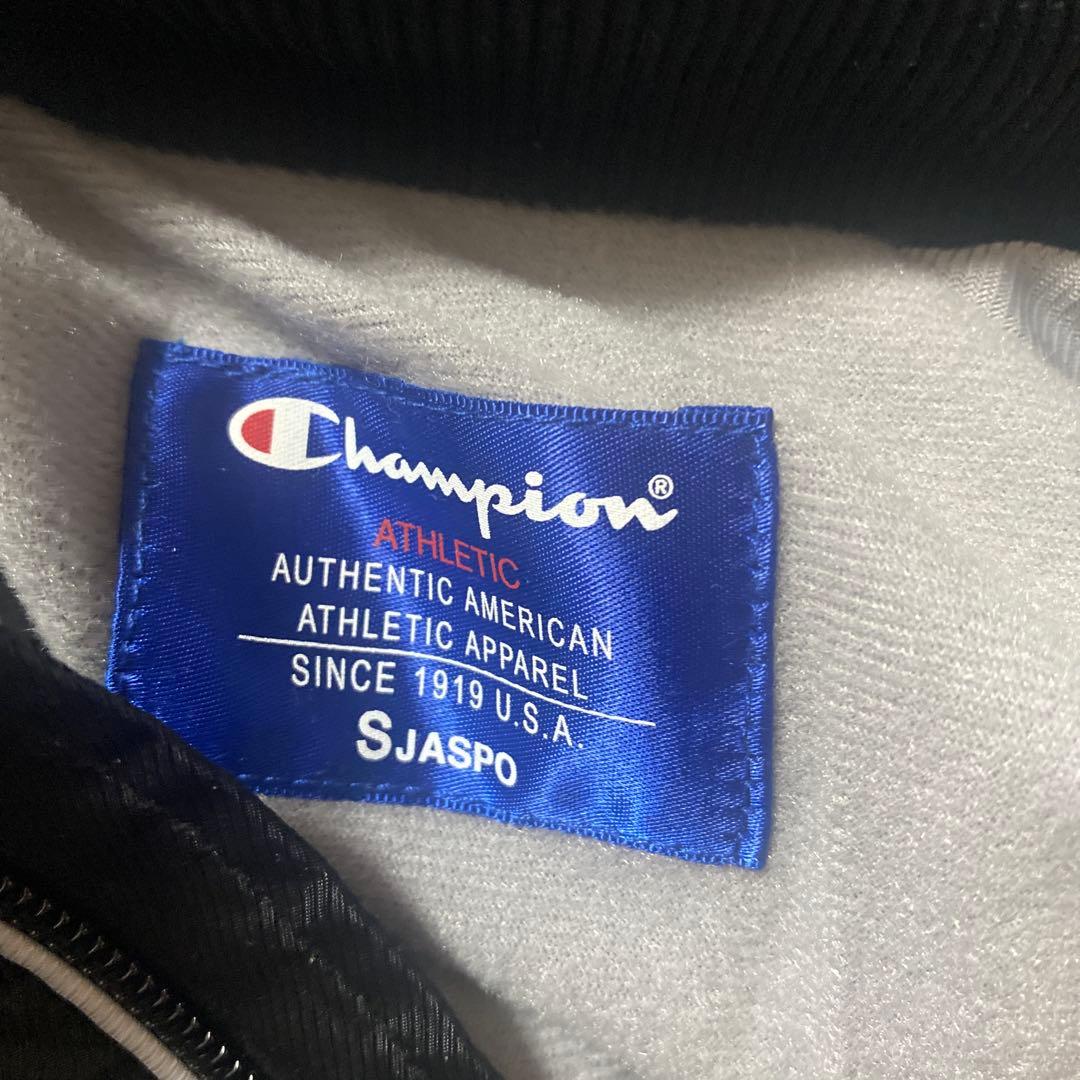 Champion®
ATHLETIC
AUTHENTIC AMERICAN
ATHLETIC APPAREL
SINCE 1919 U.S.A.
SJASPO